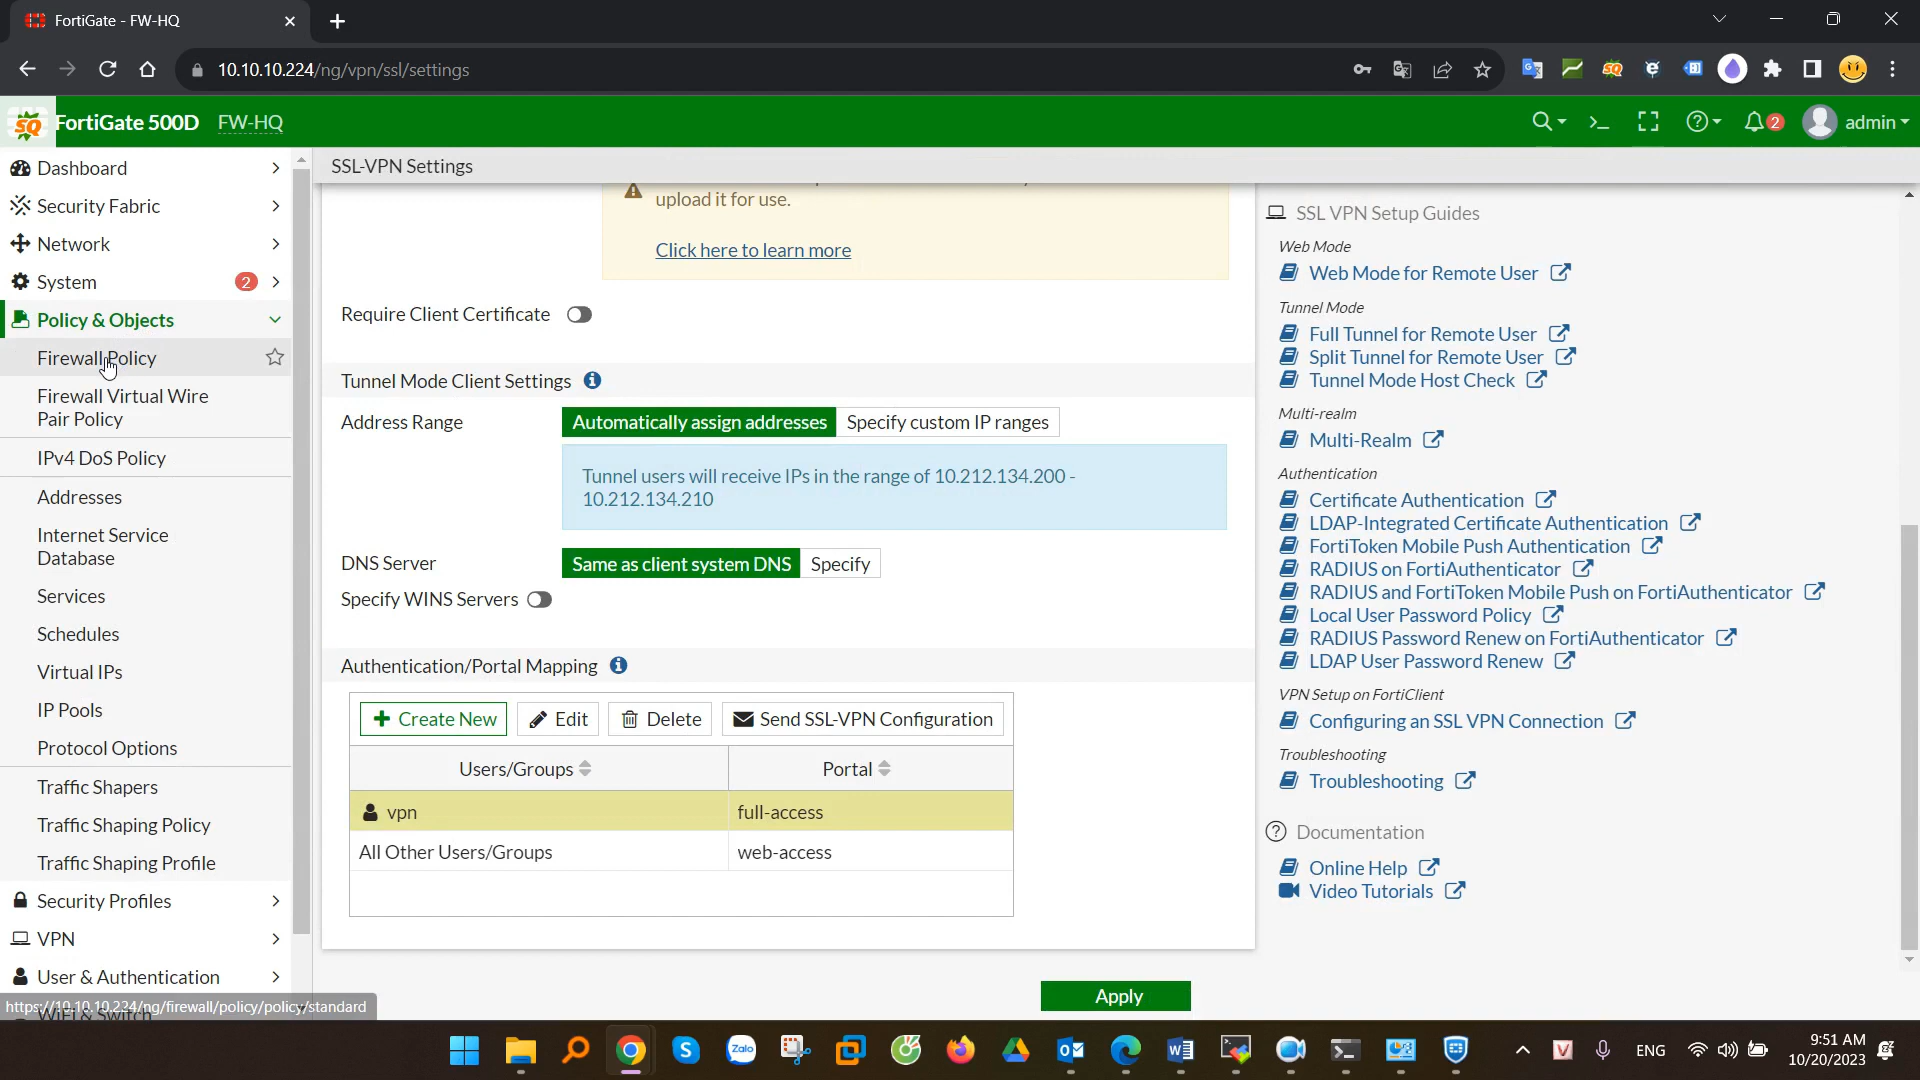 FortiGate - FW-HQ
10.10.10.224/ng/vpn/ssl/settings
SQ
FortiGate 500D FW-HQ
2
admin
Dashboard
Security Fabric
Network
System 2
Policy & Objects
Firewall Policy
Firewall Virtual Wire
Pair Policy
IPv4 DoS Policy
Addresses
Internet Service
Database
Services
Schedules
Virtual IPs
IP Pools
Protocol Options
Traffic Shapers
Traffic Shaping Policy
Traffic Shaping Profile
Security Profiles
VPN
User & Authentication
WiFi & Switch
https://10.10.10.224/ng/firewall/policy/policy/standard
SSL-VPN Settings
upload it for use.
Click here to learn more
Require Client Certificate
Tunnel Mode Client Settings
Address Range Automatically assign addresses Specify custom IP ranges
Tunnel users will receive IPs in the range of 10.212.134.200 -
10.212.134.210
DNS Server Same as client system DNS Specify
Specify WINS Servers
Authentication/Portal Mapping
Create New Edit Delete Send SSL-VPN Configuration
Users/Groups Portal
vpn full-access
All Other Users/Groups web-access
Apply
SSL VPN Setup Guides
Web Mode
Web Mode for Remote User
Tunnel Mode
Full Tunnel for Remote User
Split Tunnel for Remote User
Tunnel Mode Host Check
Multi-realm
Multi-Realm
Authentication
Certificate Authentication
LDAP-Integrated Certificate Authentication
FortiToken Mobile Push Authentication
RADIUS on FortiAuthenticator
RADIUS and FortiToken Mobile Push on FortiAuthenticator
Local User Password Policy
RADIUS Password Renew on FortiAuthenticator
LDAP User Password Renew
VPN Setup on FortiClient
Configuring an SSL VPN Connection
Troubleshooting
Troubleshooting
Documentation
Online Help
Video Tutorials
Zalo
ENG
9:51 AM
10/20/2023